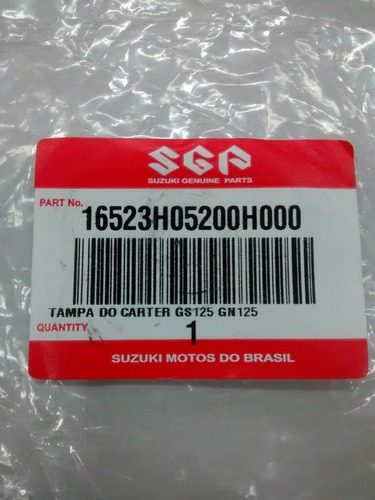 SGP
SUZUKI GENUINE PARTS
PART No.
16523H05200H000
TAMPA DO CARTER GS125 GN125
QUANTITY
1
SUZUKI MOTOS DO BRASIL